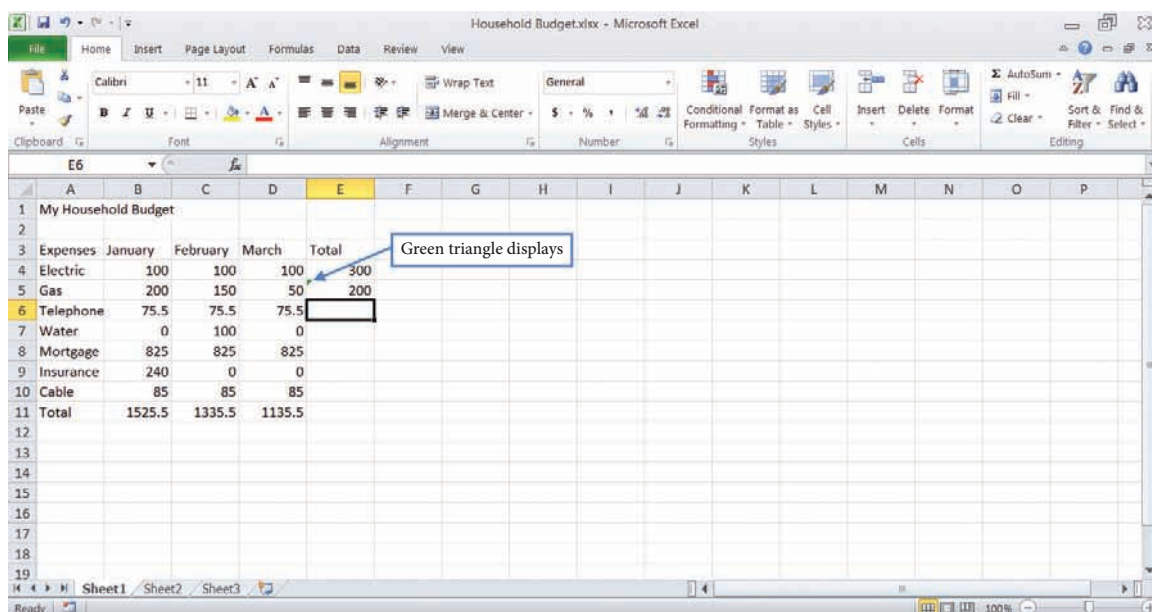 Household Budget.xlsx - Microsoft Excel
File Home Insert Page Layout Formulas Data Review View
Paste
Calibri 11 A A
B I U A
Wrap Text
Merge & Center
General
$ % ,
Conditional Formatting
Format as Table
Cell Styles
Insert Delete Format
Σ AutoSum
Fill
Clear
Sort & Filter
Find & Select
Clipboard Font Alignment Number Styles Cells Editing
E6 fx
A B C D E F G H I J K L M N O P
1 My Household Budget
2
3 Expenses January February March Total
Green triangle displays
4 Electric 100 100 100 300
5 Gas 200 150 50 200
6 Telephone 75.5 75.5 75.5
7 Water 0 100 0
8 Mortgage 825 825 825
9 Insurance 240 0 0
10 Cable 85 85 85
11 Total 1525.5 1335.5 1135.5
12
13
14
15
16
17
18
19
Sheet1 Sheet2 Sheet3
Ready 100%